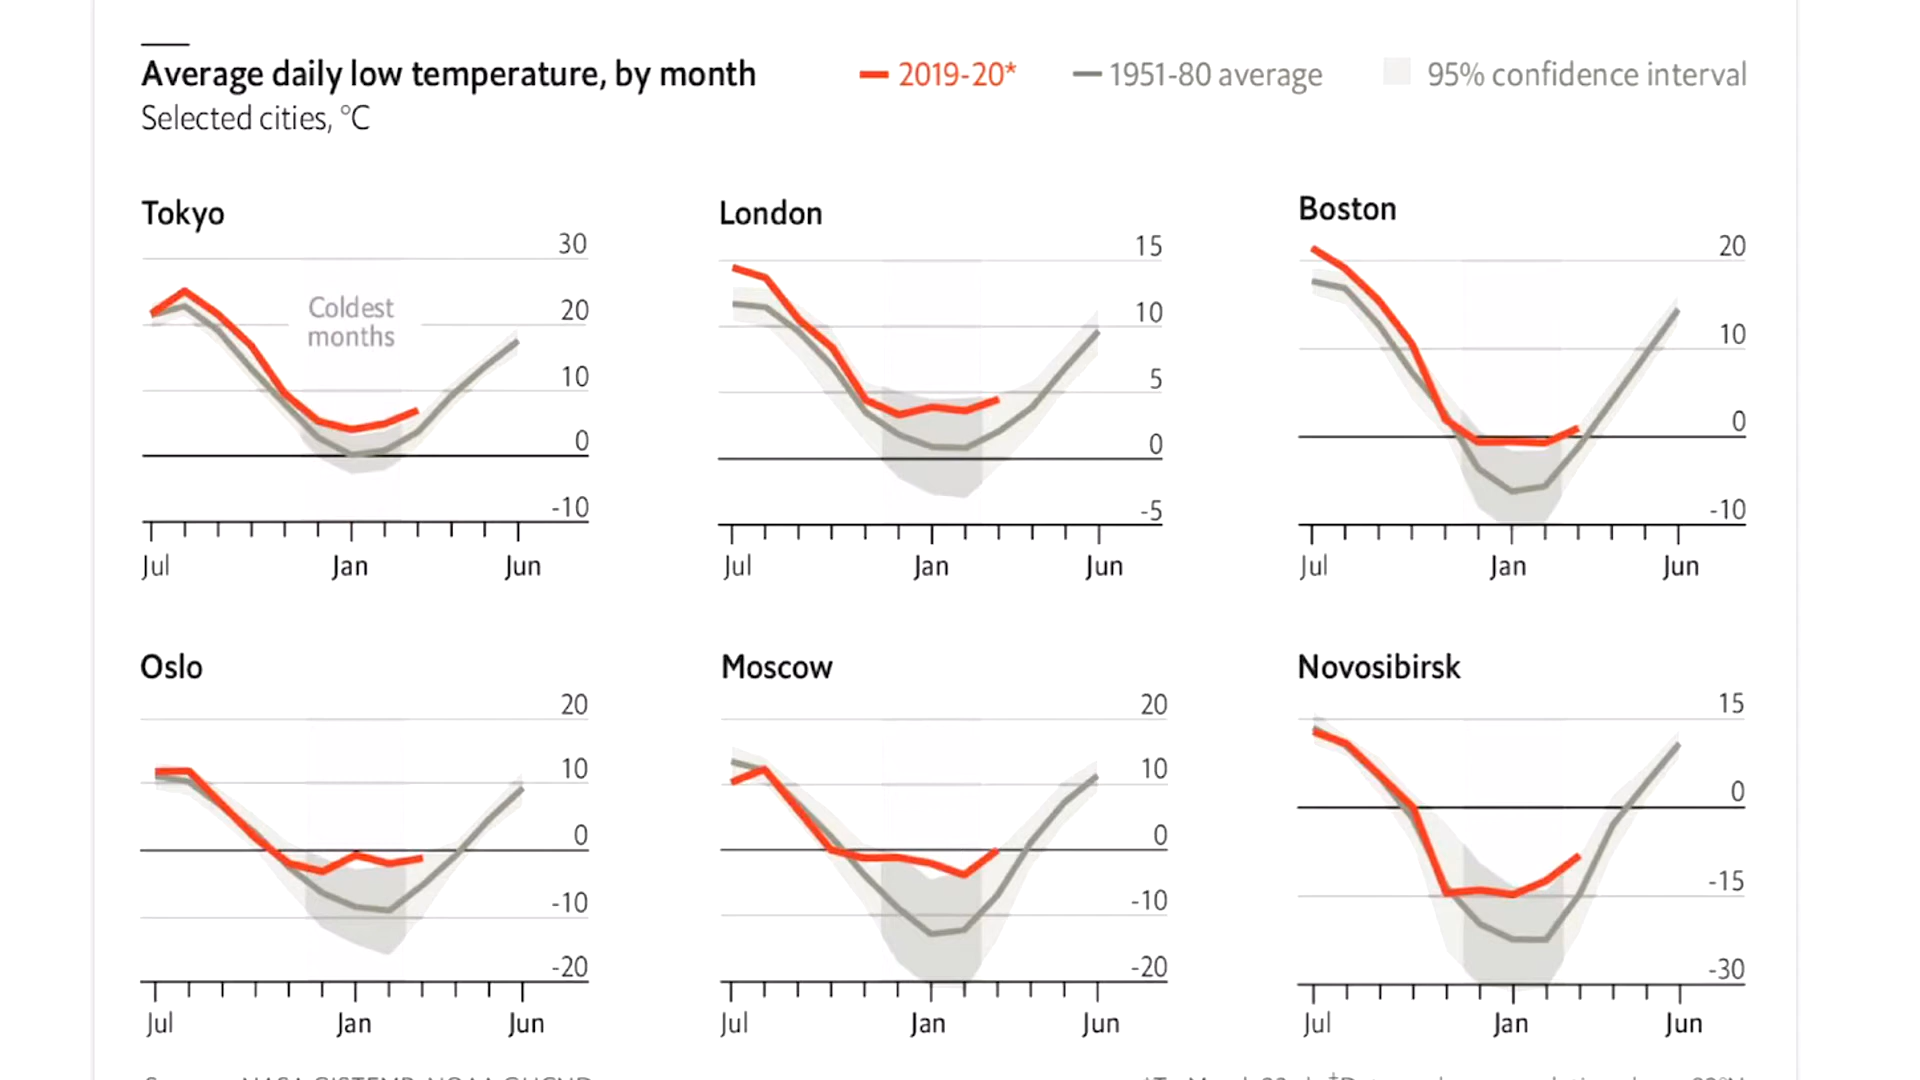 Average daily low temperature, by month
Selected cities, °C
2019-20*
1951-80 average
95% confidence interval
Tokyo
30
20
10
0
-10
Coldest
months
Jul
Jan
Jun
London
15
10
5
0
-5
Jul
Jan
Jun
Boston
20
10
0
-10
Jul
Jan
Jun
Oslo
20
10
0
-10
-20
Jul
Jan
Jun
Moscow
20
10
0
-10
-20
Jul
Jan
Jun
Novosibirsk
15
0
-15
-30
Jul
Jan
Jun